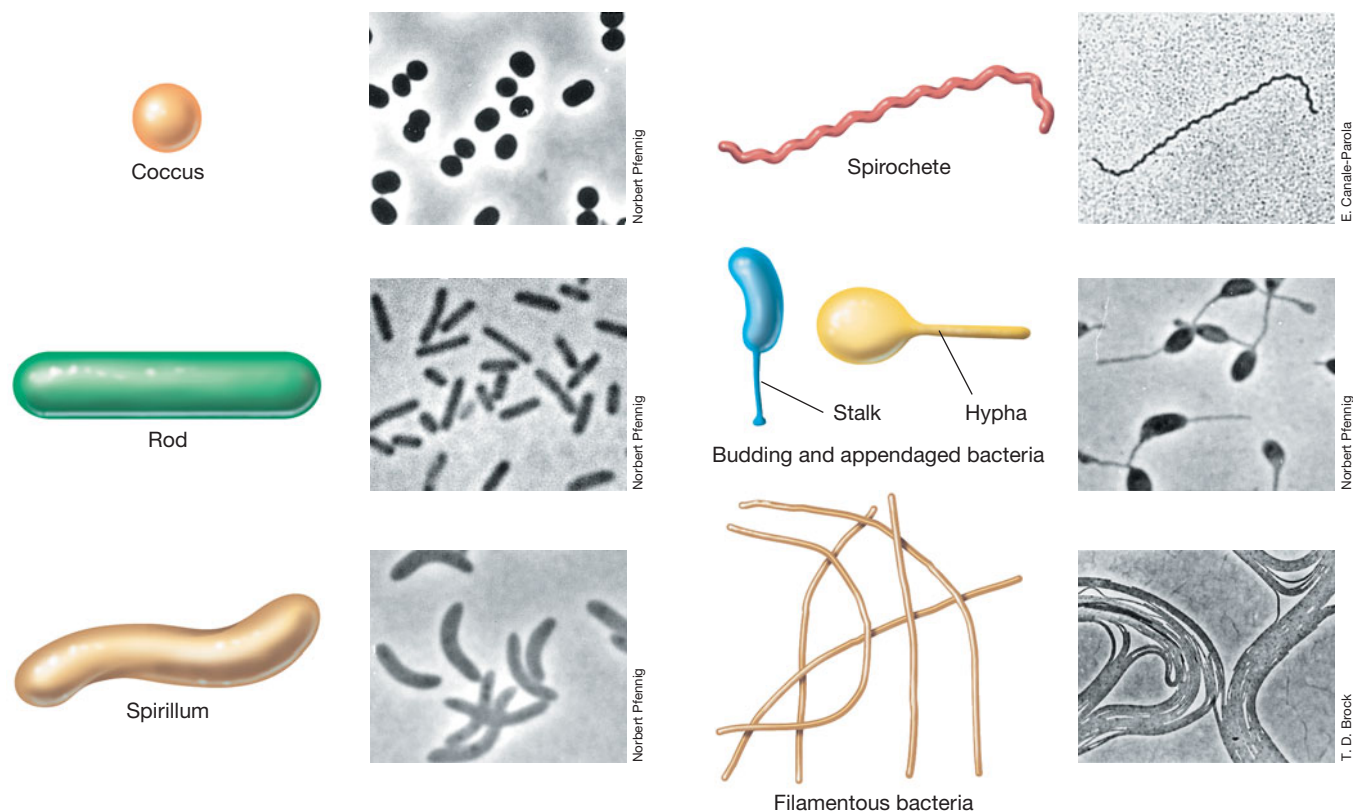 Coccus
Norbert Pfennig
Spirochete
E. Canale-Parola
Rod
Norbert Pfennig
Stalk
Hypha
Budding and appendaged bacteria
Norbert Pfennig
Spirillum
Norbert Pfennig
Filamentous bacteria
T. D. Brock